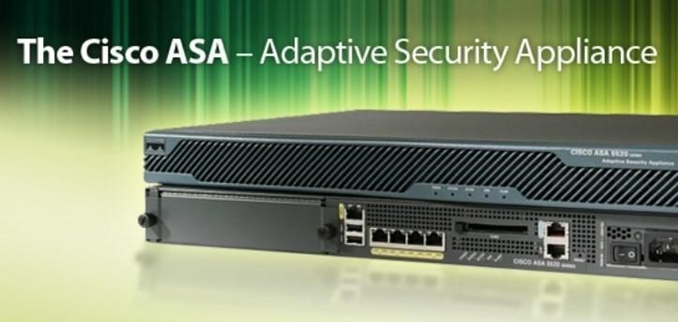 The Cisco ASA – Adaptive Security Appliance
CISCO ASA 5520 SERIES
Adaptive Security Appliance
CISCO ASA 5520 SERIES